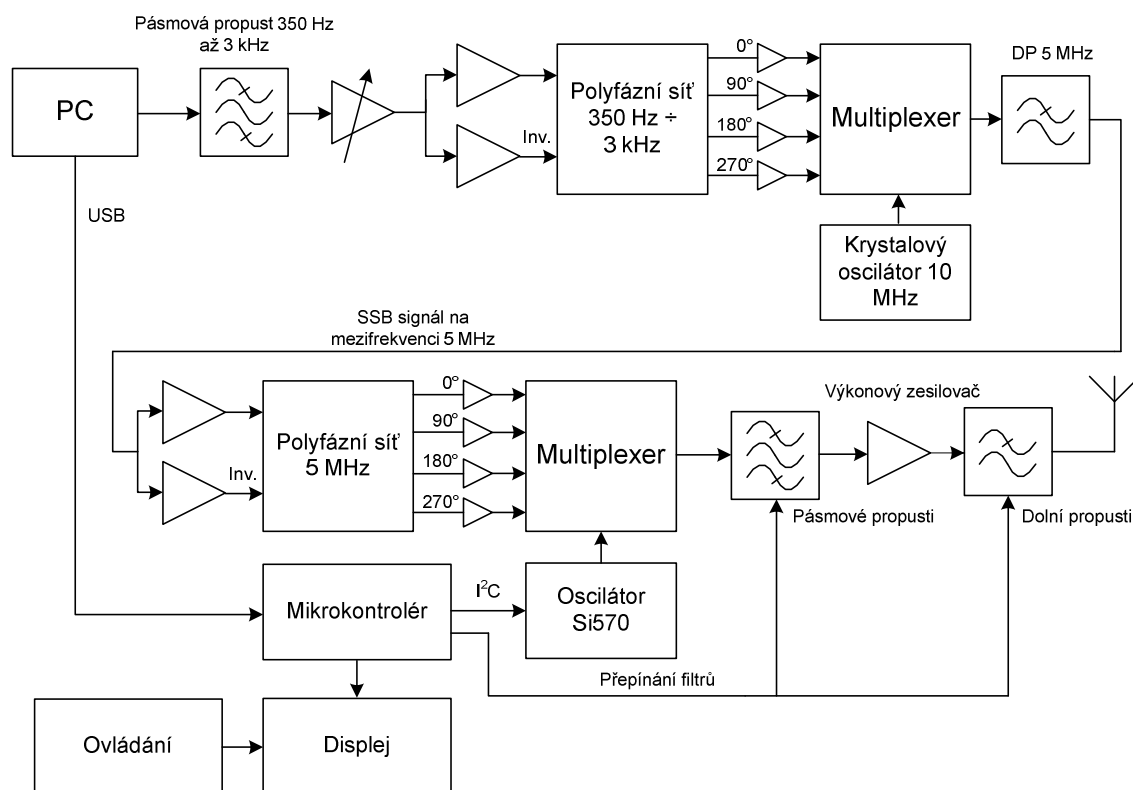 Pásmová propust 350 Hz
až 3 kHz
PC
Inv.
Polyfázní síť
350 Hz ÷
3 kHz
0°
90°
180°
270°
Multiplexer
DP 5 MHz
USB
Krystalový
oscilátor 10
MHz
SSB signál na
mezifrekvenci 5 MHz
Inv.
Polyfázní síť
5 MHz
0°
90°
180°
270°
Multiplexer
Výkonový zesilovač
Pásmové propusti
Dolní propusti
Mikrokontrolér
I²C
Oscilátor
Si570
Přepínání filtrů
Ovládání
Displej